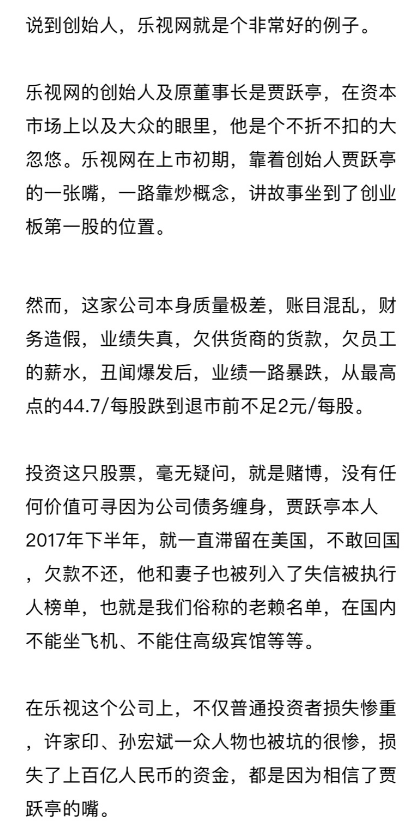 说到创始人，乐视网就是个非常好的例子。
乐视网的创始人及原董事长是贾跃亭，在资本
市场上以及大众的眼里，他是个不折不扣的大
忽悠。乐视网在上市初期，靠着创始人贾跃亭
的一张嘴，一路靠炒概念，讲故事坐到了创业
板第一股的位置。
然而，这家公司本身质量极差，账目混乱，财
务造假，业绩失真，欠供货商的货款，欠员工
的薪水，丑闻爆发后，业绩一路暴跌，从最高
点的44.7/每股跌到退市前不足2元/每股。
投资这只股票，毫无疑问，就是赌博，没有任
何价值可寻因为公司债务缠身，贾跃亭本人
2017年下半年，就一直滞留在美国，不敢回国
，欠款不还，他和妻子也被列入了失信被执行
人榜单，也就是我们俗称的老赖名单，在国内
不能坐飞机、不能住高级宾馆等等。
在乐视这个公司上，不仅普通投资者损失惨重
，许家印、孙宏斌一众人物也被坑的很惨，损
失了上百亿人民币的资金，都是因为相信了贾
跃亭的嘴。